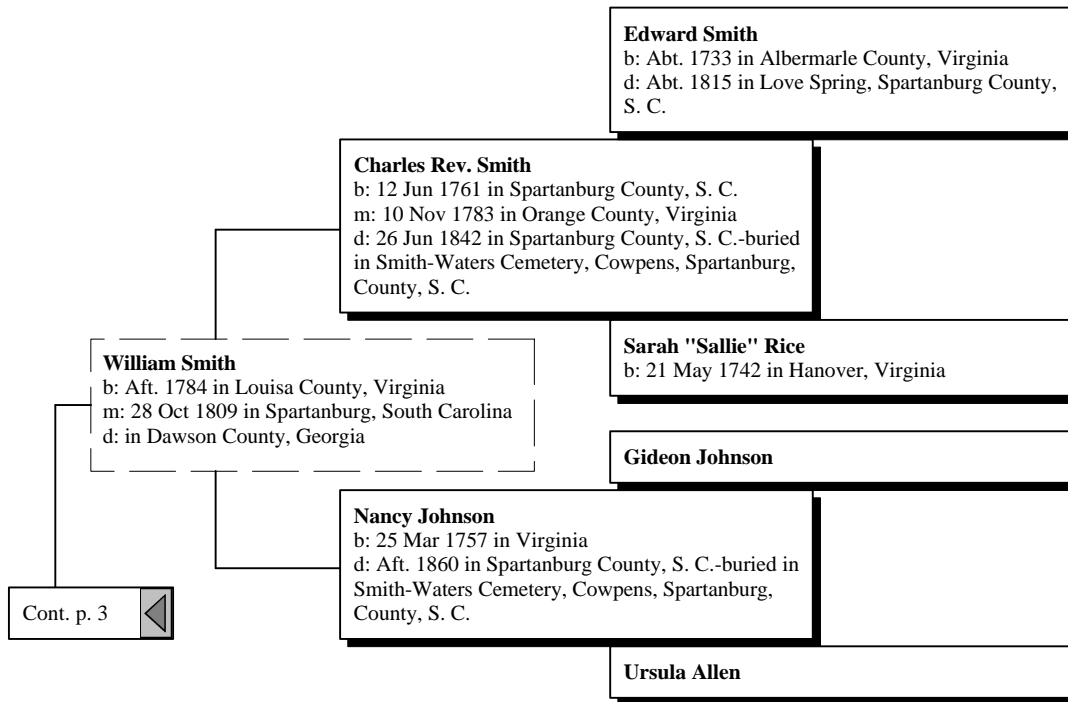 Edward Smith
b: Abt. 1733 in Albermarle County, Virginia
d: Abt. 1815 in Love Spring, Spartanburg County,
S. C.
Charles Rev. Smith
b: 12 Jun 1761 in Spartanburg County, S. C.
m: 10 Nov 1783 in Orange County, Virginia
d: 26 Jun 1842 in Spartanburg County, S. C.-buried
in Smith-Waters Cemetery, Cowpens, Spartanburg,
County, S. C.
Sarah "Sallie" Rice
b: 21 May 1742 in Hanover, Virginia
William Smith
b: Aft. 1784 in Louisa County, Virginia
m: 28 Oct 1809 in Spartanburg, South Carolina
d: in Dawson County, Georgia
Gideon Johnson
Nancy Johnson
b: 25 Mar 1757 in Virginia
d: Aft. 1860 in Spartanburg County, S. C.-buried in
Smith-Waters Cemetery, Cowpens, Spartanburg,
County, S. C.
Cont. p. 3
Ursula Allen